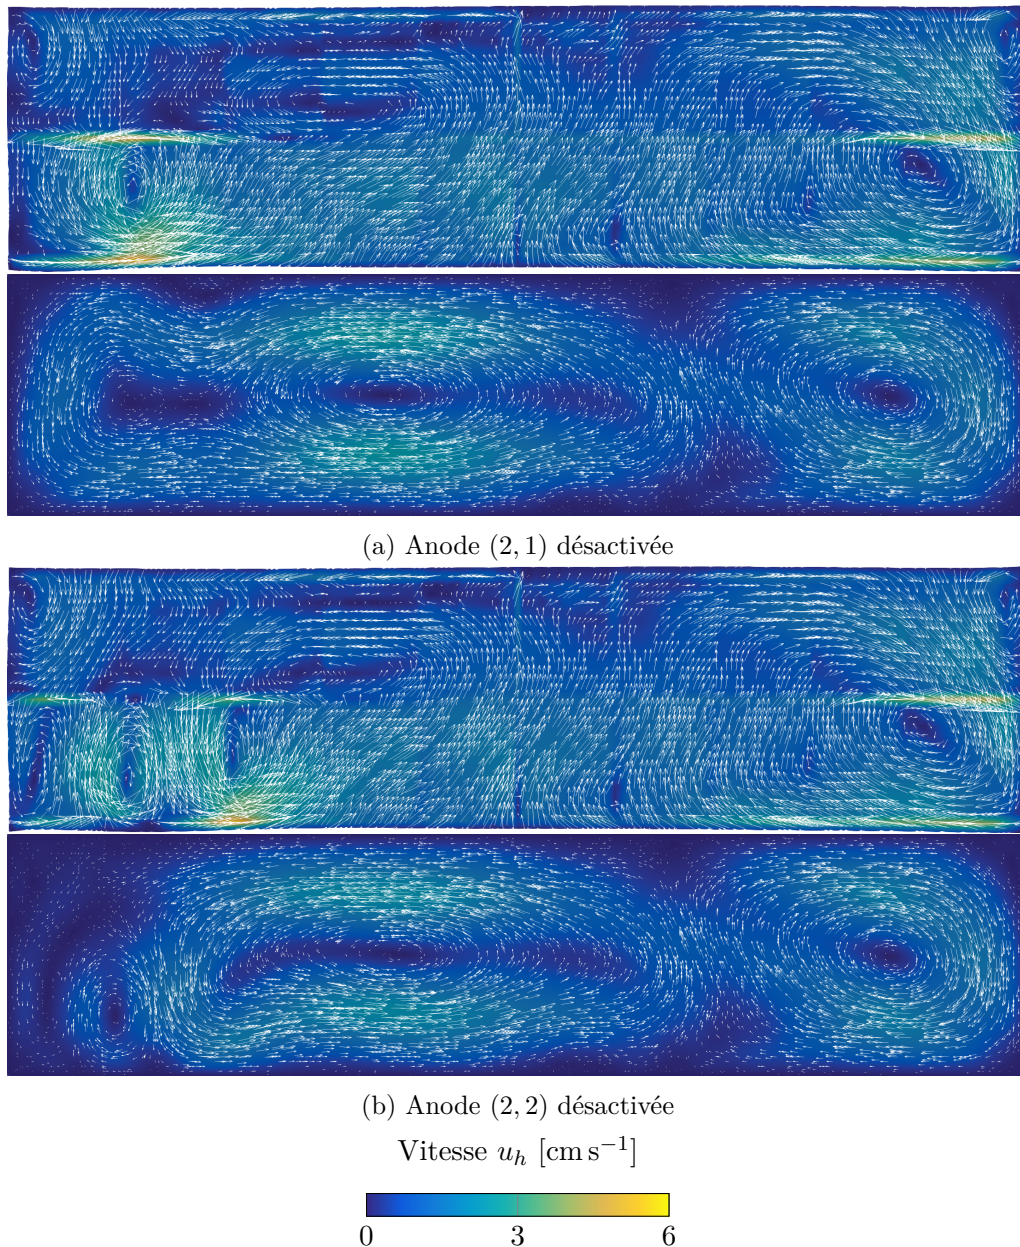 (a) Anode (2, 1) désactivée
(b) Anode (2, 2) désactivée
Vitesse u_h [cm s⁻¹]
0 3 6